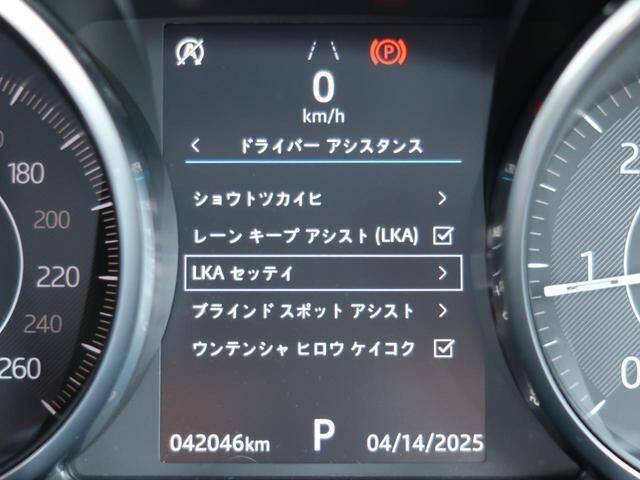 0
km/h
ドライバー アシスタンス
ショウトツカイヒ
レーン キープ アシスト (LKA)
LKA セッテイ
ブラインド スポット アシスト
ウンテンシャ ヒロウ ケイコク
042046km P 04/14/2025
180
200
220
240
260
2
1
0
P
A